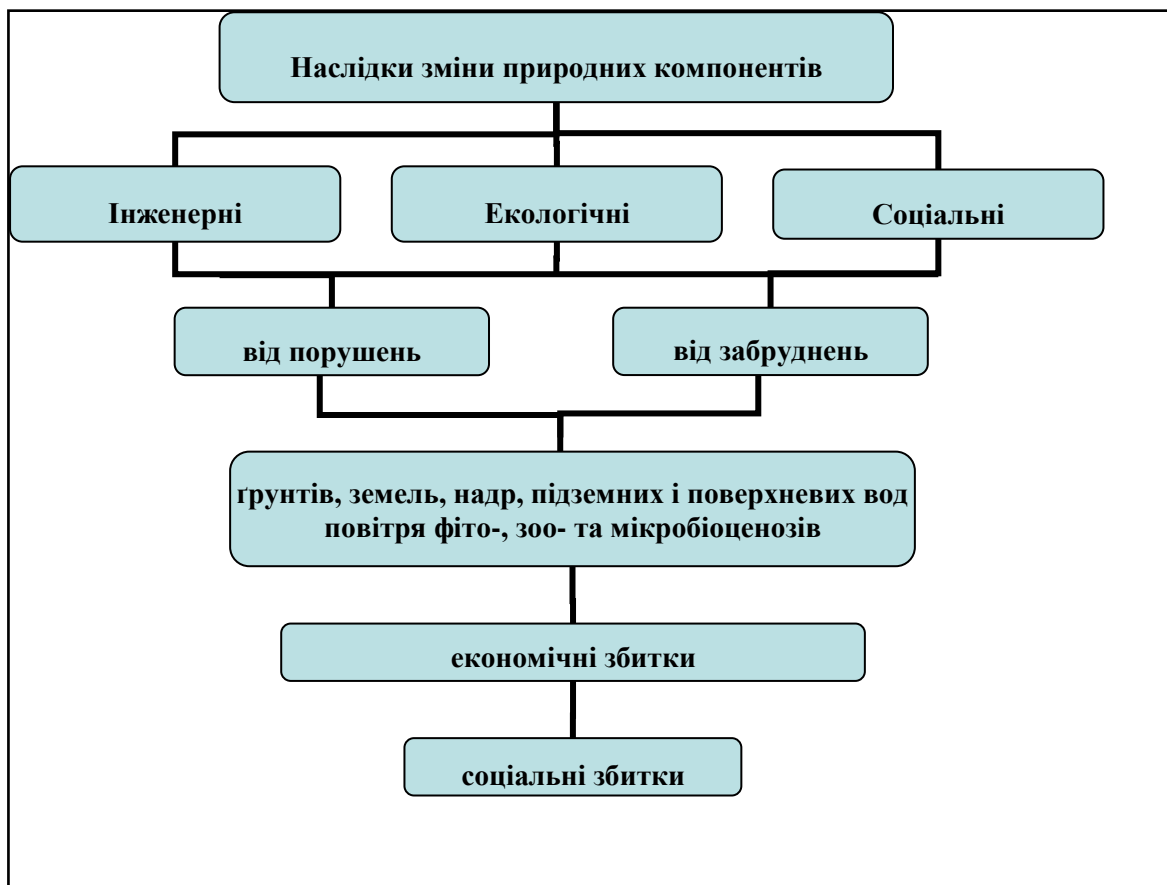 Наслідки зміни природних компонентів
Інженерні
Екологічні
Соціальні
від порушень
від забруднень
ґрунтів, земель, надр, підземних і поверхневих вод
повітря фіто-, зоо- та мікробіоценозів
економічні збитки
соціальні збитки